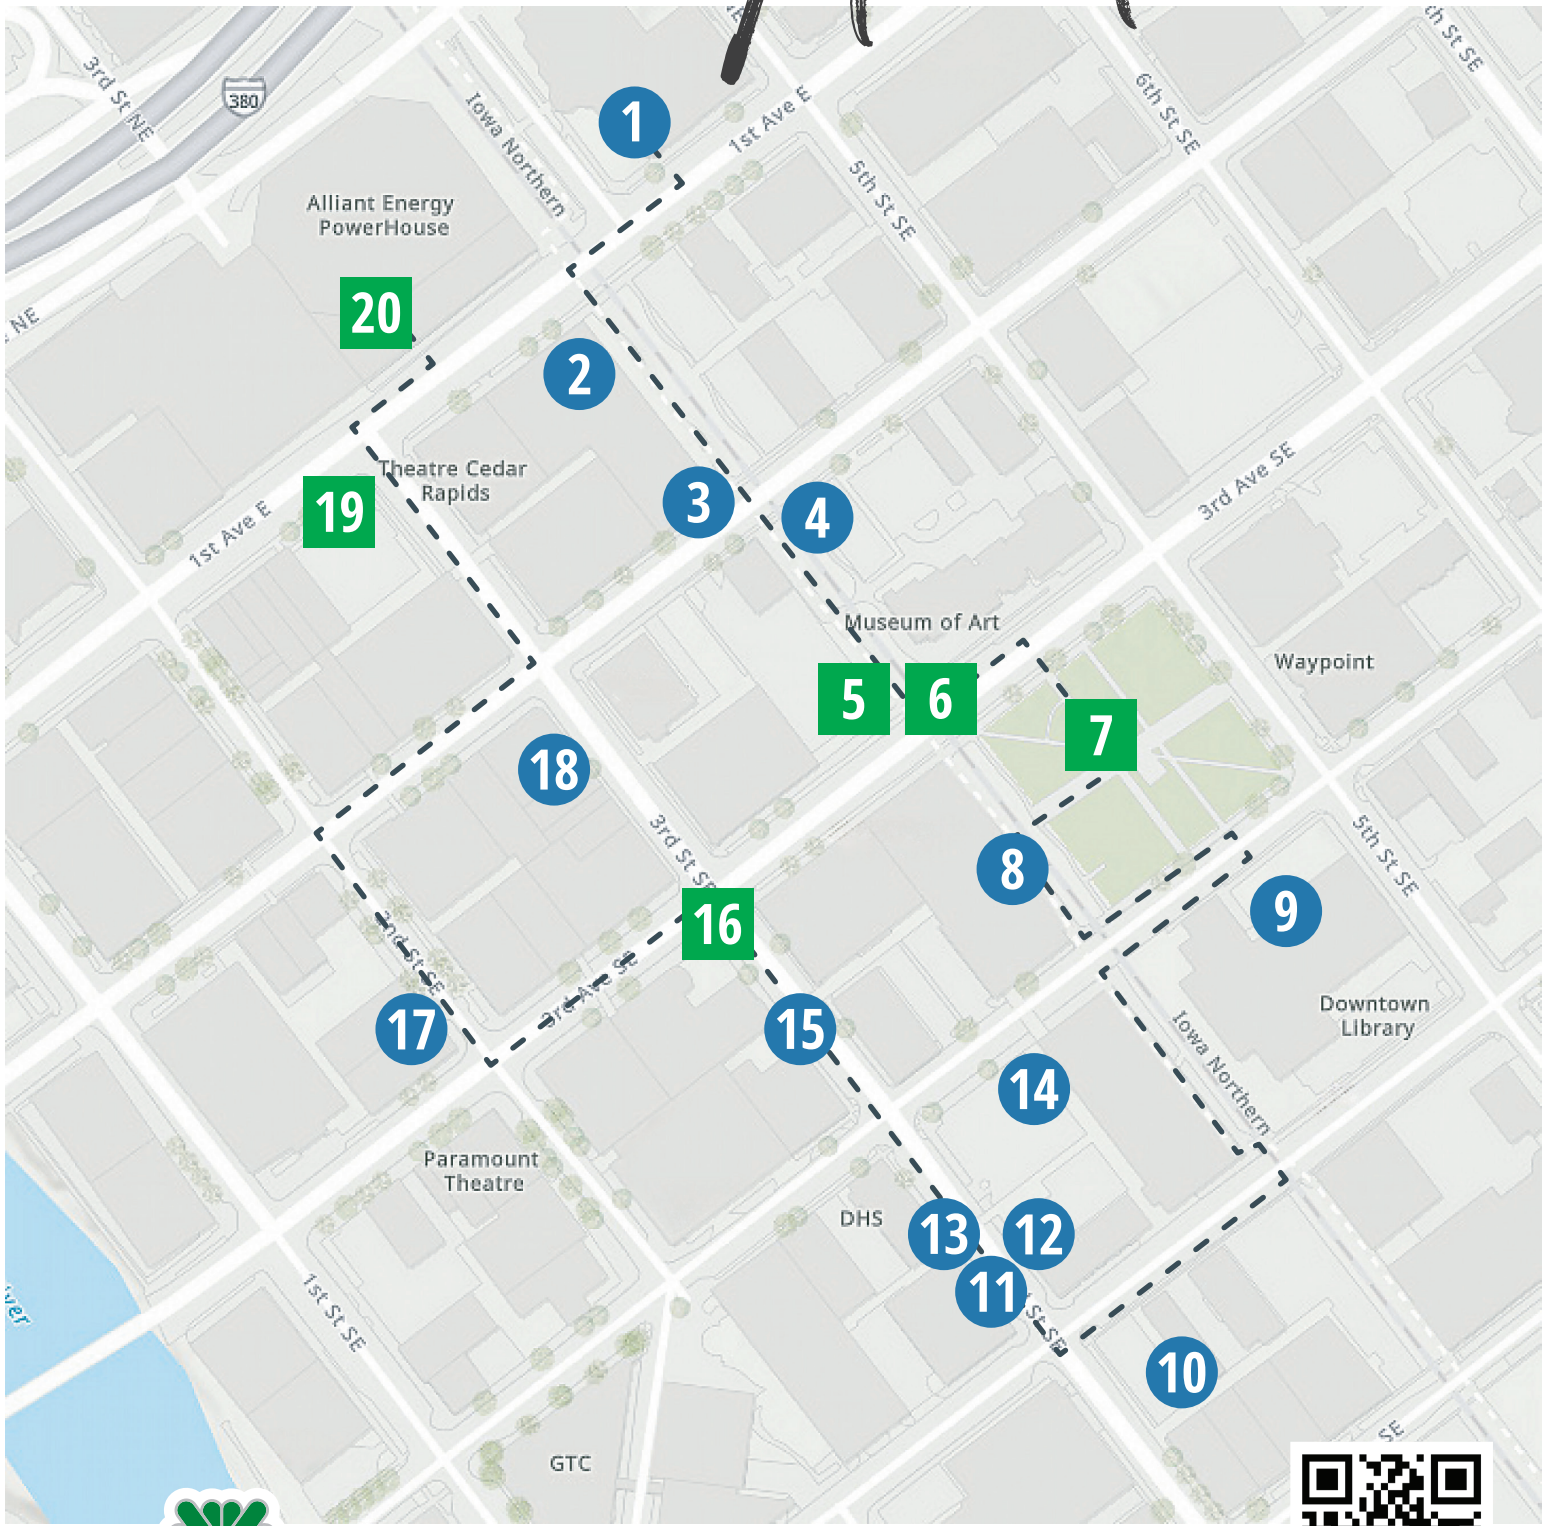 3rd St NE
380
Iowa Northern
1
1st Ave E
5th St SE
6th St SE
Alliant Energy
PowerHouse
20
2
Theatre Cedar
Rapids
19
1st Ave E
3
4
3rd Ave SE
Museum of Art
Waypoint
5
6
7
18
3rd St SE
8
5th St SE
9
16
2nd St SE
3rd Ave SE
17
15
Downtown
Library
Iowa Northern
14
Paramount
Theatre
DHS
13
12
11
St SE
1st St SE
10
SE
GTC